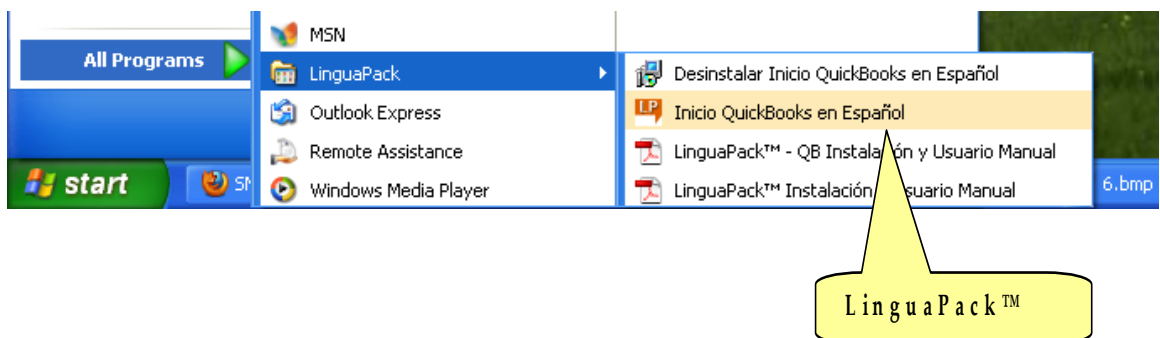 MSN
All Programs
LinguaPack
Desinstalar Inicio QuickBooks en Español
Outlook Express
LP
Inicio QuickBooks en Español
Remote Assistance
LinguaPack™ - QB Instalación y Usuario Manual
start
Windows Media Player
LinguaPack™ Instalación Usuario Manual
6.bmp
LinguaPack™